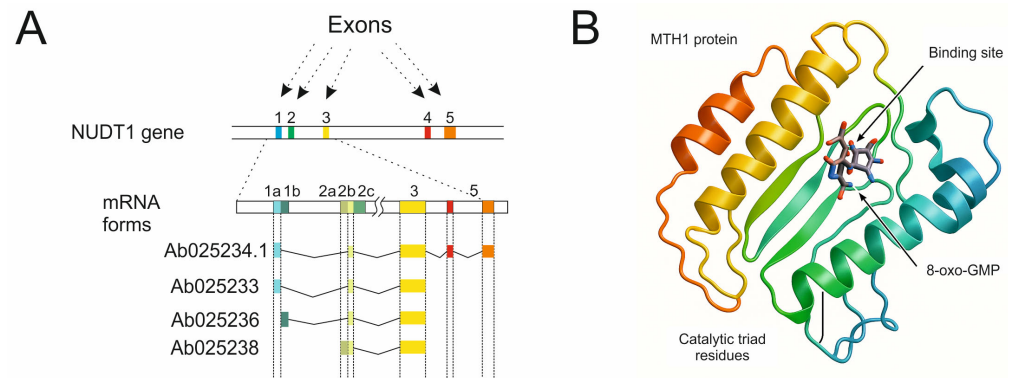 A
Exons
1 2 3 4 5
NUDT1 gene
1a 1b 2a 2b 2c 3 5
mRNA
forms
Ab025234.1
Ab025233
Ab025236
Ab025238
B
MTH1 protein
Binding site
8-oxo-GMP
Catalytic triad
residues